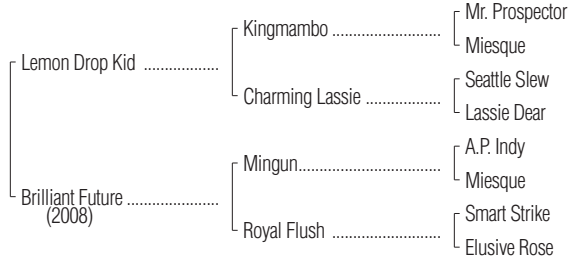 Lemon Drop Kid ..................
Brilliant Future ......................
(2008)
Kingmambo ..........................
Charming Lassie ..................
Mingun..................................
Royal Flush ..........................
Mr. Prospector
Miesque
Seattle Slew
Lassie Dear
A.P. Indy
Miesque
Smart Strike
Elusive Rose